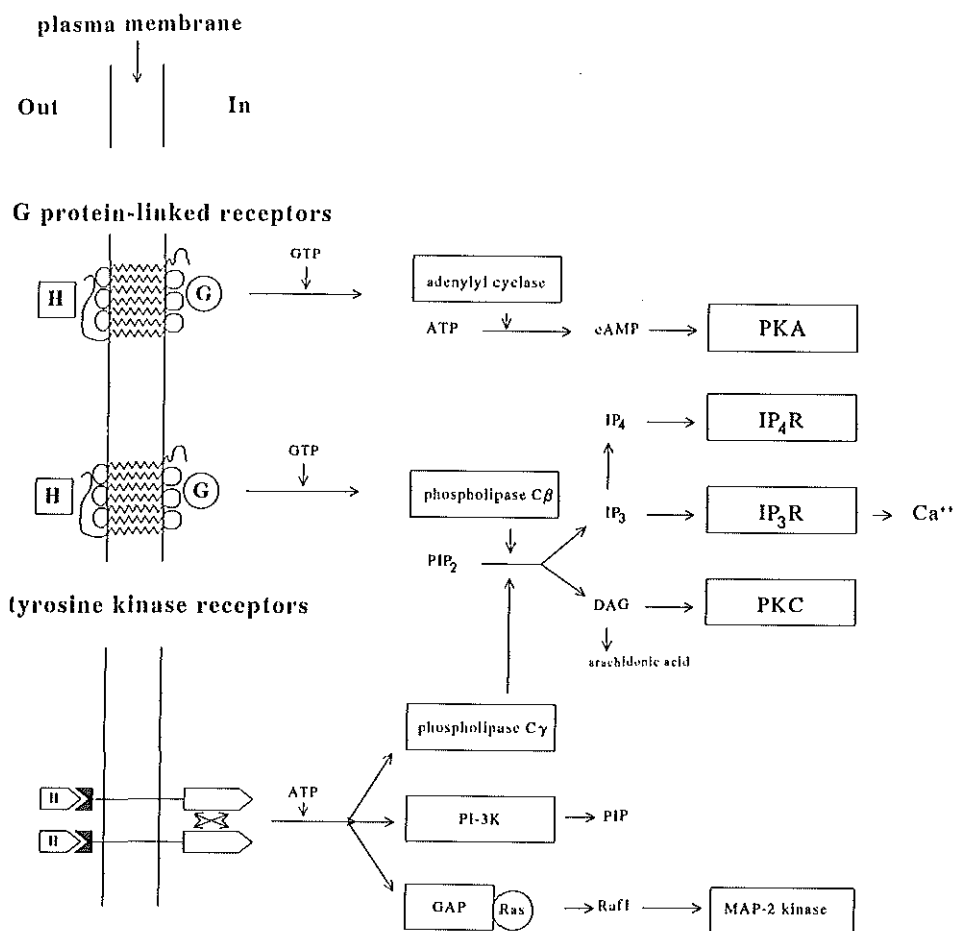 plasma membrane
Out
In
G protein-linked receptors
H
G
GTP
adenylyl cyclase
ATP
cAMP
PKA
H
G
GTP
phospholipase Cβ
PIP₂
IP₄
IP₄R
IP₃
IP₃R
Ca⁺⁺
DAG
PKC
arachidonic acid
tyrosine kinase receptors
phospholipase Cγ
H
H
ATP
PI-3K
PIP
GAP
Ras
Raf1
MAP-2 kinase